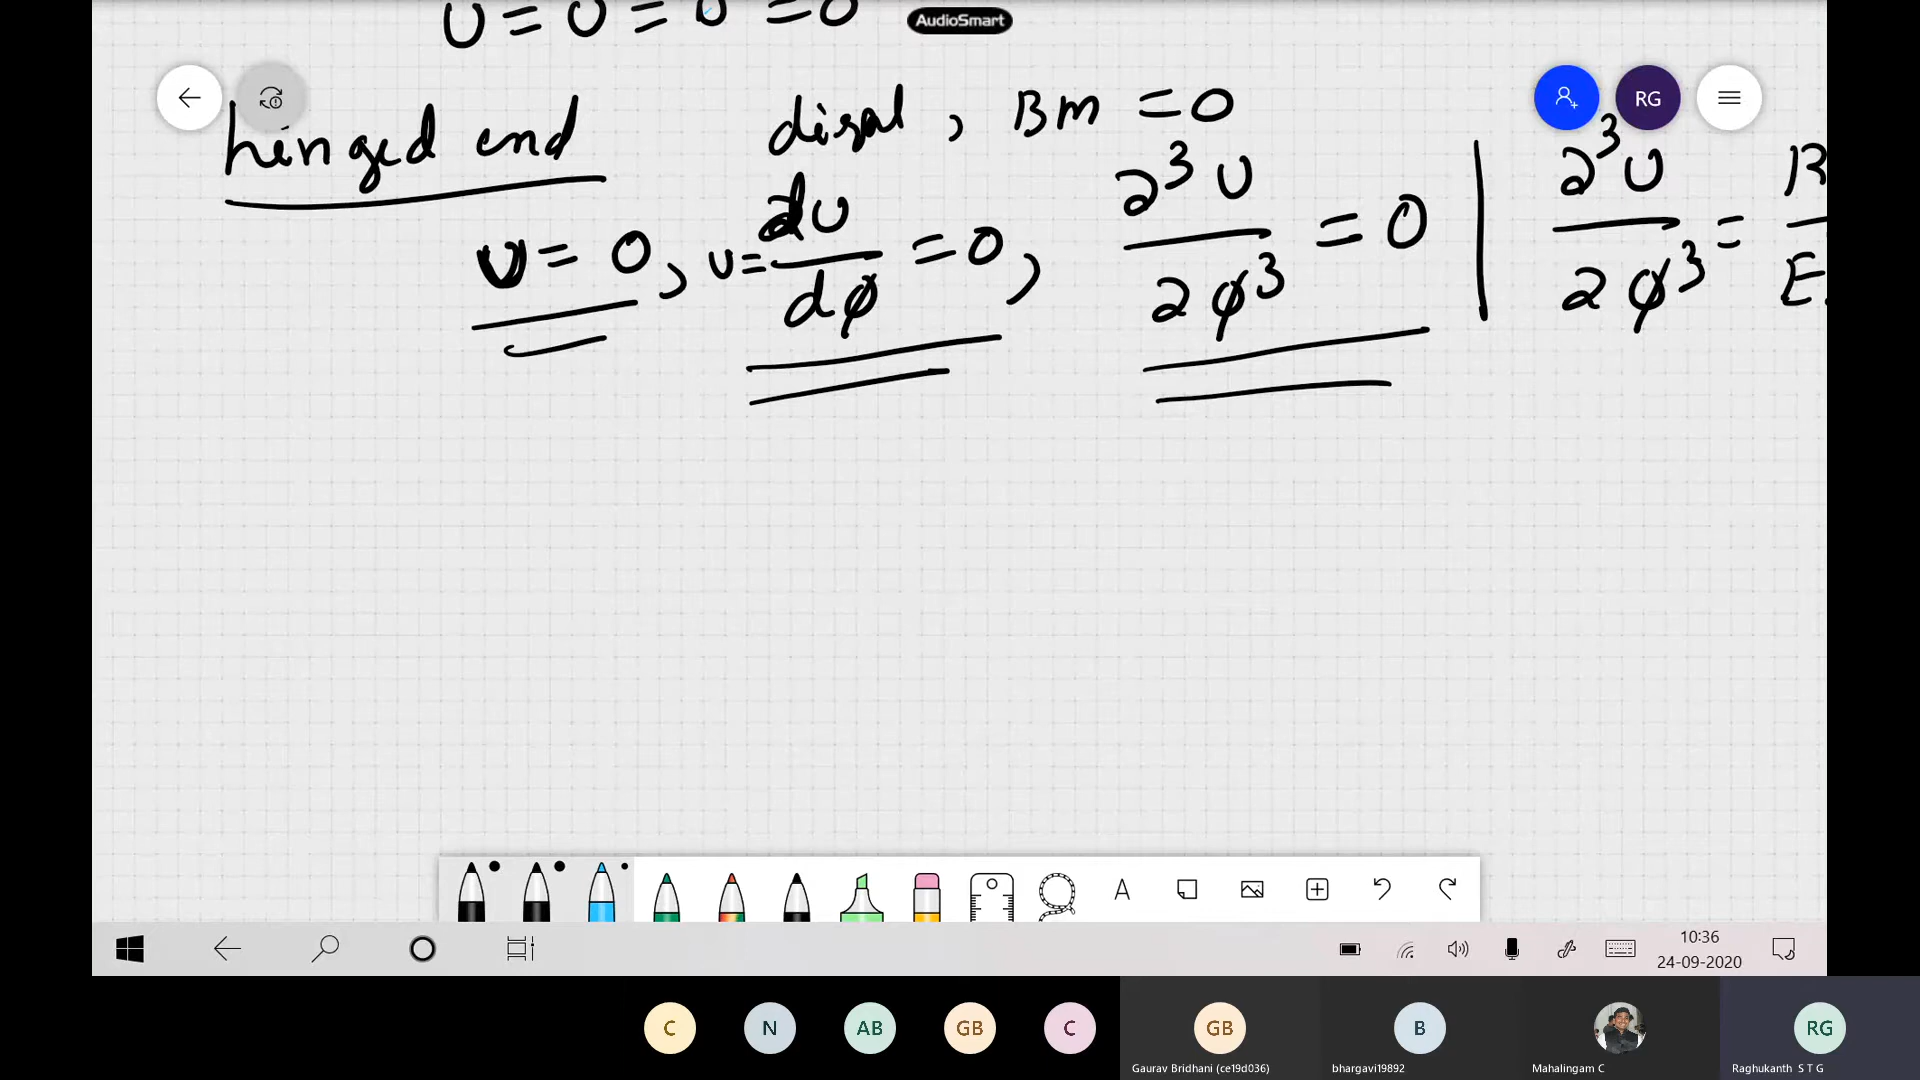 U = U = U = 0
AudioSmart
RG
hinged end displ , BM = 0
U = 0, v = dU/dφ = 0, ∂³U/∂φ³ = 0 | ∂³U/∂φ³ =
A
10:36
24-09-2020
C N AB GB C GB B RG
Gaurav Bridhani (ce19d036) bhargavi19892 Mahalingam C Raghukanth S T G